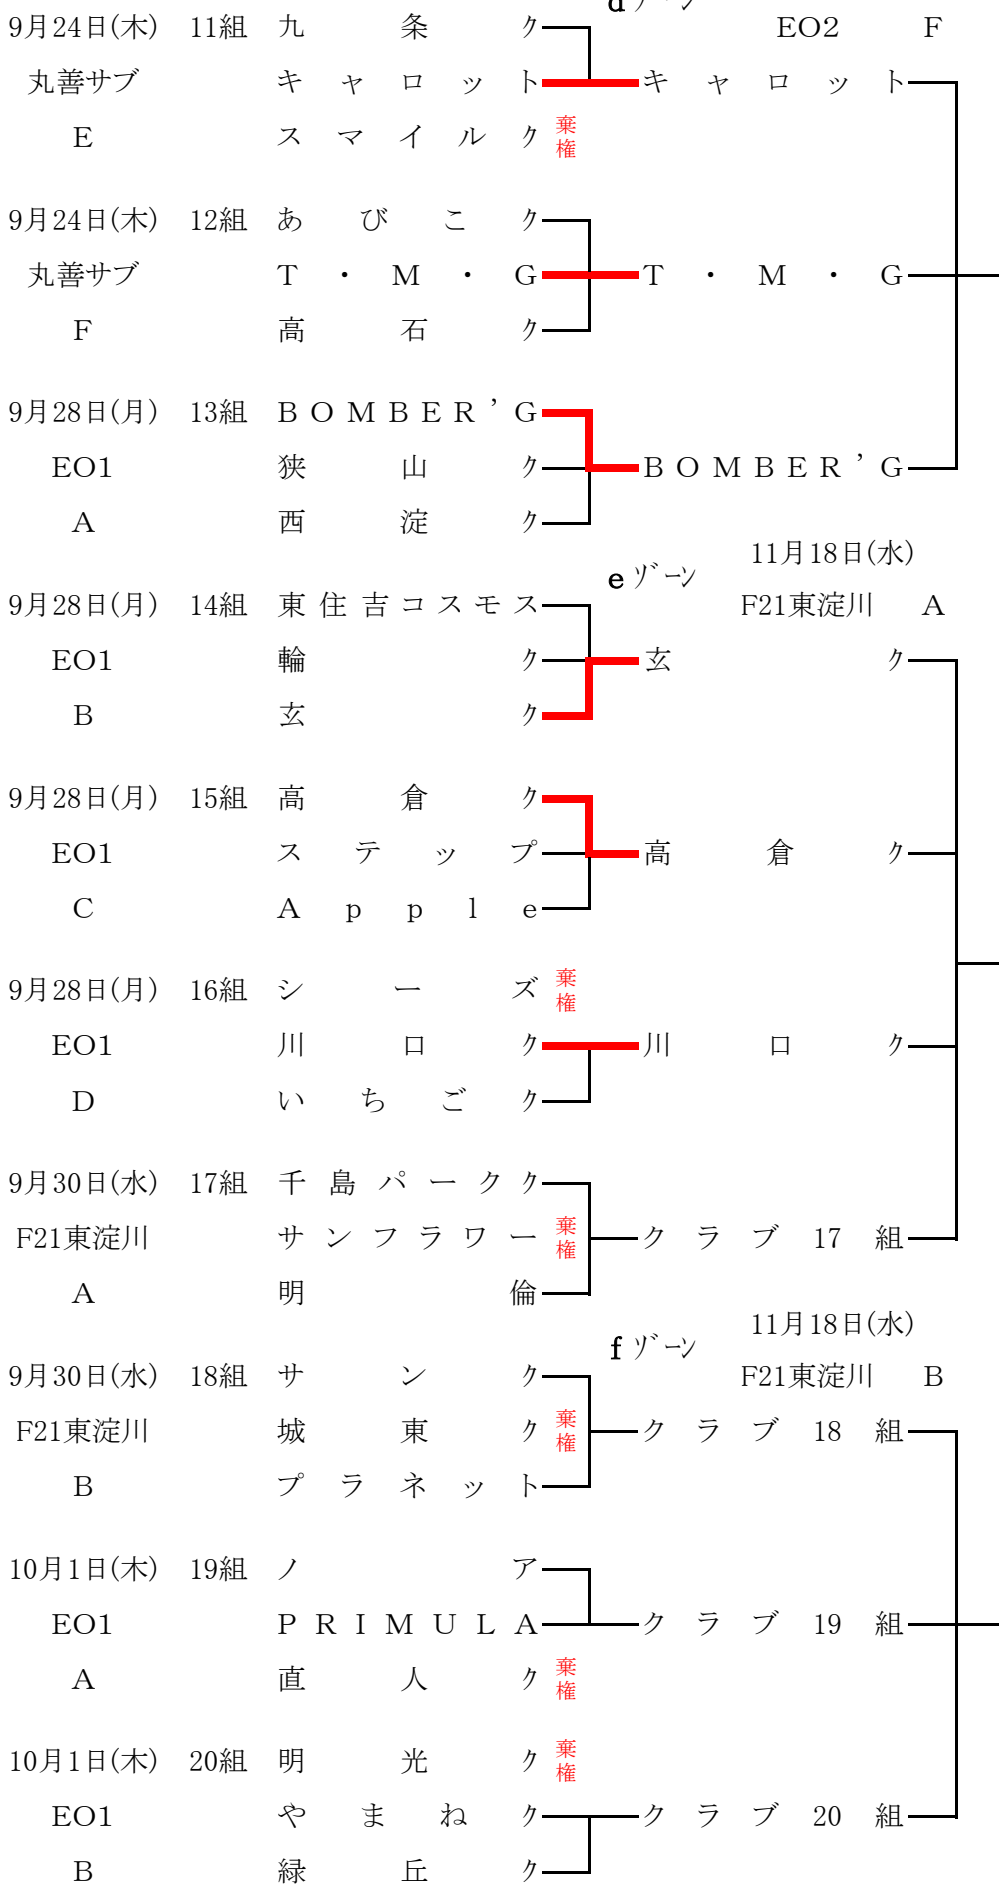 dゾーン
9月24日(木) 11組 九条ク EO2 F
丸善サブ キャロット キャロット
E スマイルク 棄権
9月24日(木) 12組 あびこク
丸善サブ T・M・G T・M・G
F 高石ク
9月28日(月) 13組 BOMBER'G
EO1 狭山ク BOMBER'G
A 西淀ク
11月18日(水)
eゾーン
9月28日(月) 14組 東住吉コスモス F21東淀川 A
EO1 輪ク 玄ク
B 玄ク
9月28日(月) 15組 高倉ク
EO1 ステップ 高倉ク
C Apple
9月28日(月) 16組 シーズ 棄権
EO1 川口ク 川口ク
D いちごク
9月30日(水) 17組 千島パークク
F21東淀川 サンフラワー 棄権 クラブ17組
A 明倫
11月18日(水)
fゾーン
9月30日(水) 18組 サンク F21東淀川 B
F21東淀川 城東ク 棄権 クラブ18組
B プラネット
10月1日(木) 19組 ノア
EO1 PRIMULA クラブ19組
A 直人ク 棄権
10月1日(木) 20組 明光ク 棄権
EO1 やまねク クラブ20組
B 緑丘ク